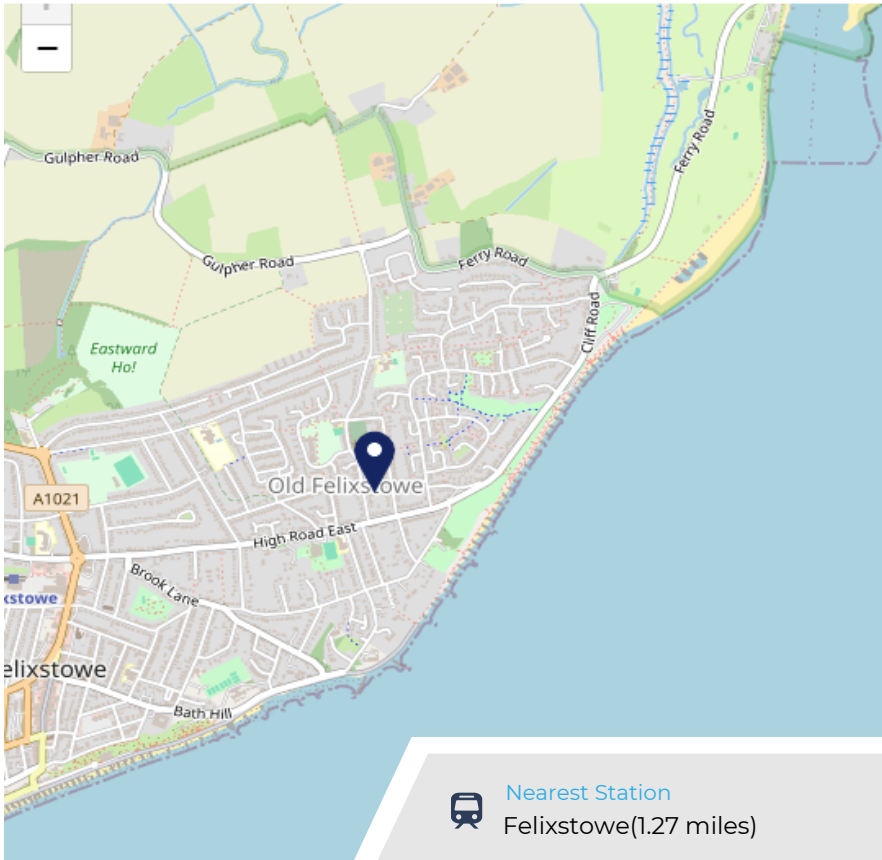 −
Gulpher Road
Ferry Road
Gulpher Road
Ferry Road
Cliff Road
Eastward
Ho!
Old Felixstowe
A1021
High Road East
Brook Lane
xstowe
elixstowe
Bath Hill
Nearest Station
Felixstowe(1.27 miles)